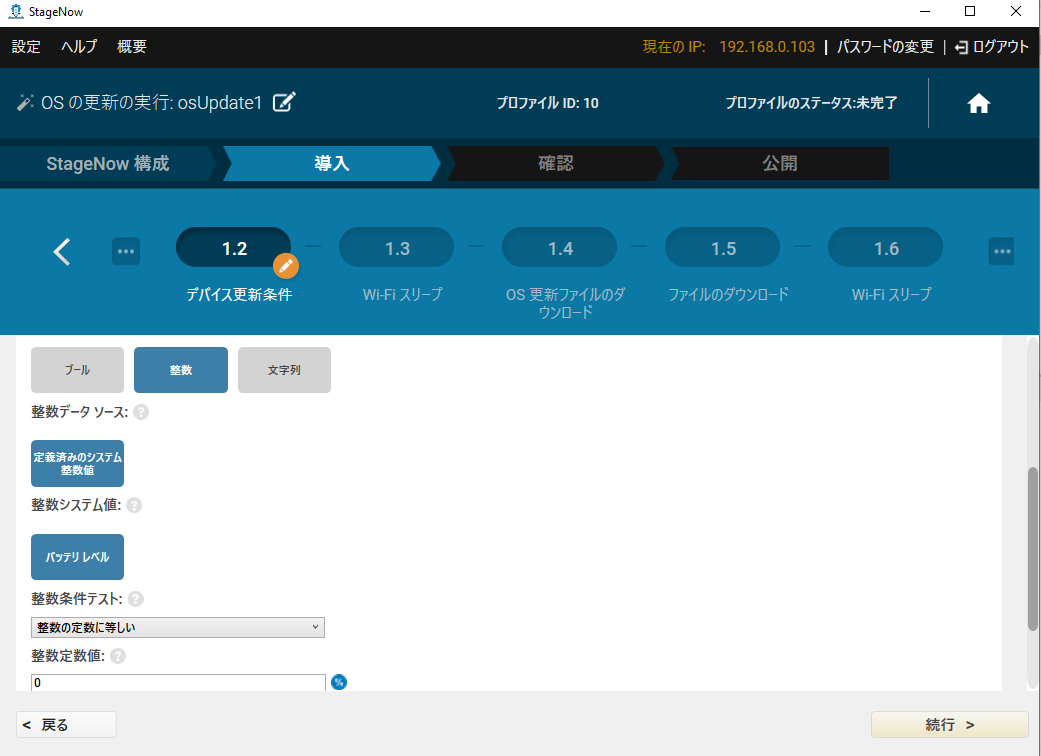 StageNow
設定 ヘルプ 概要 現在の IP: 192.168.0.103 | パスワードの変更 | ログアウト
OS の更新の実行: osUpdate1 プロファイル ID: 10 プロファイルのステータス:未完了
StageNow 構成 導入 確認 公開
1.2 1.3 1.4 1.5 1.6
デバイス更新条件 Wi-Fi スリープ OS 更新ファイルのダ ファイルのダウンロード Wi-Fi スリープ
ウンロード
ブール 整数 文字列
整数データ ソース: ?
定義済みのシステム
整数値
整数システム値: ?
バッテリ レベル
整数条件テスト: ?
整数の定数に等しい
整数定数値: ?
0 %
< 戻る 続行 >